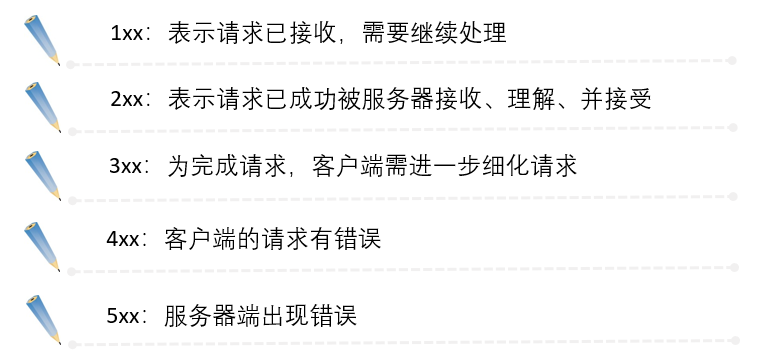 1xx：表示请求已接收，需要继续处理
2xx：表示请求已成功被服务器接收、理解、并接受
3xx：为完成请求，客户端需进一步细化请求
4xx：客户端的请求有错误
5xx：服务器端出现错误